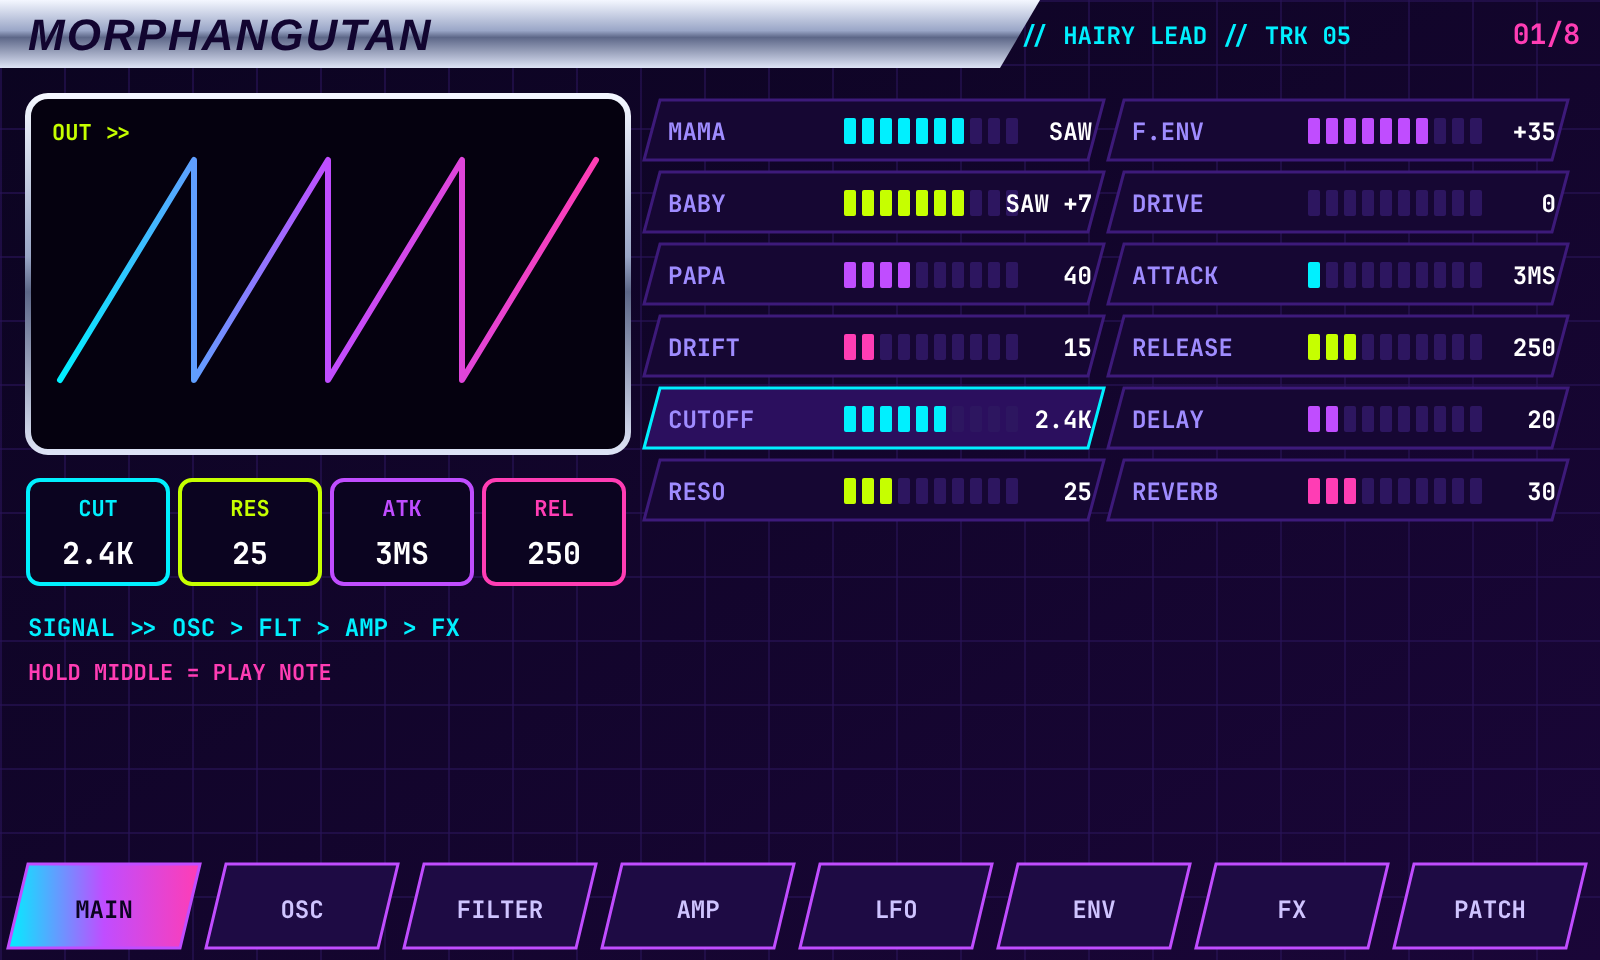 MORPHANGUTAN // HAIRY LEAD // TRK 05 01/8
OUT >>
MAMA SAW
BABY SAW +7
PAPA 40
DRIFT 15
CUTOFF 2.4K
RESO 25
F.ENV +35
DRIVE 0
ATTACK 3MS
RELEASE 250
DELAY 20
REVERB 30
CUT RES ATK REL
2.4K 25 3MS 250
SIGNAL >> OSC > FLT > AMP > FX
HOLD MIDDLE = PLAY NOTE
MAIN OSC FILTER AMP LFO ENV FX PATCH